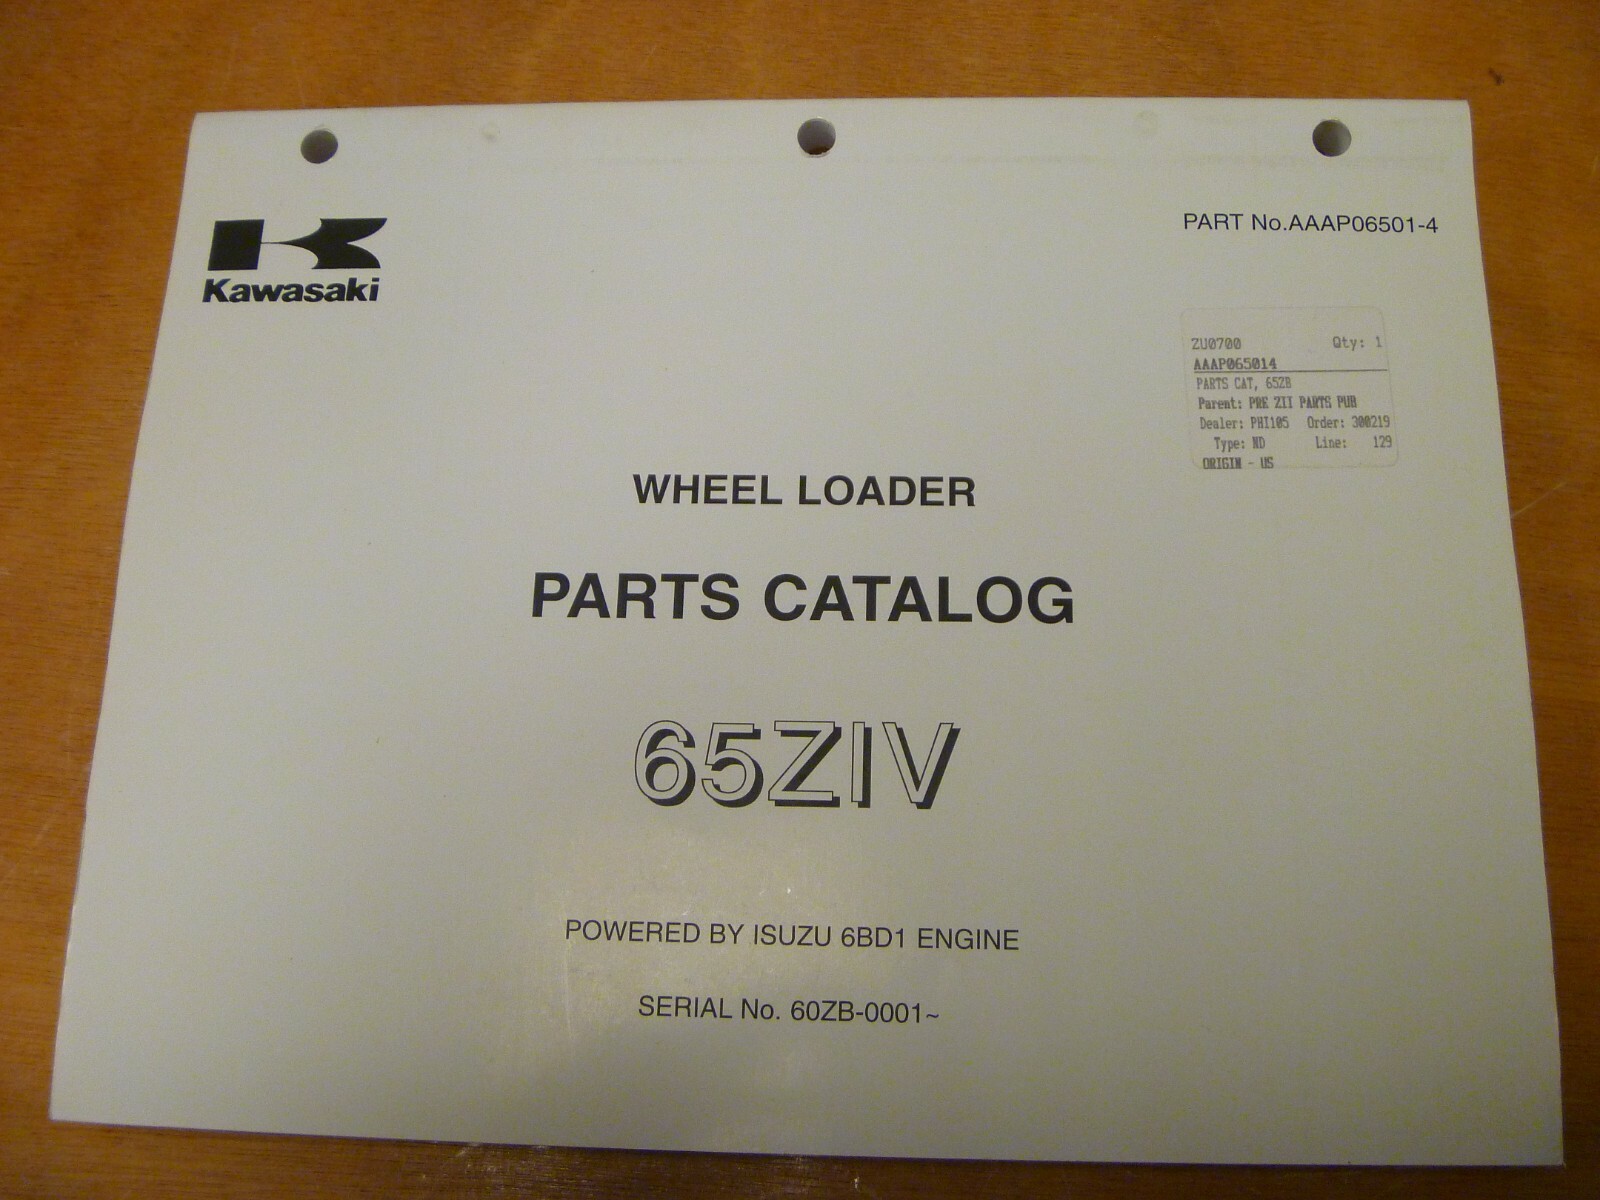 Kawasaki
PART No.AAAP06501-4
ZU0700 Qty: 1
AAAP065014
PARTS CAT, 65ZB
Parent: PRE ZII PARTS PUB
Dealer: PHI105 Order: 300219
Type: ND Line: 129
ORIGIN - US
WHEEL LOADER
PARTS CATALOG
65ZIV
POWERED BY ISUZU 6BD1 ENGINE
SERIAL No. 60ZB-0001~